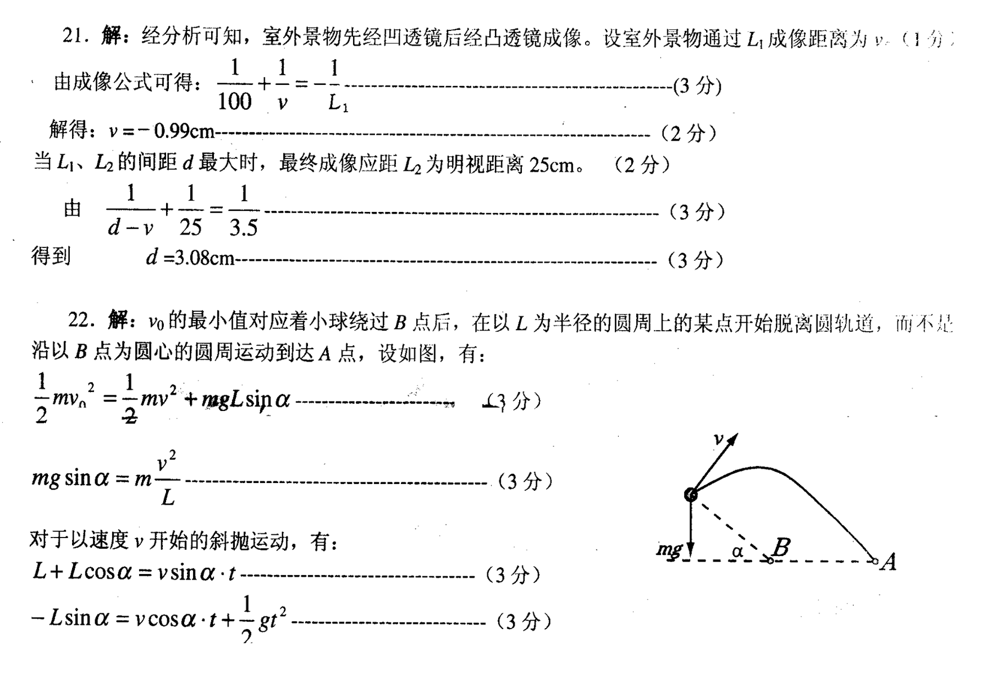 21. 解：经分析可知，室外景物先经凹透镜后经凸透镜成像。设室外景物通过 L₁ 成像距离为 v。（1 分）
由成像公式可得：1/100 + 1/v = −1/L₁ ------------------------------(3 分)
解得：v =－0.99cm------------------------------（2 分）
当 L₁、L₂ 的间距 d 最大时，最终成像应距 L₂ 为明视距离 25cm。 （2 分）
由 1/(d − v) + 1/25 = 1/3.5 ------------------------------（3 分）
得到 d =3.08cm------------------------------（3 分）
22. 解：v₀ 的最小值对应着小球绕过 B 点后，在以 L 为半径的圆周上的某点开始脱离圆轨道，而不是
沿以 B 点为圆心的圆周运动到达 A 点，设如图，有：
1/2 mv₀² = 1/2 mv² + mgL sin α ---------------（3 分）
mg sin α = m v²/L ------------------------------（3 分）
对于以速度 v 开始的斜抛运动，有：
L + L cos α = v sin α · t ------------------------（3 分）
− L sin α = v cos α · t + 1/2 gt² --------------------（3 分）
v
mg
α
B
A